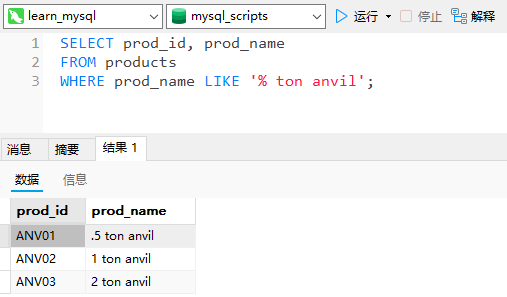 learn_mysql mysql_scripts 运行 停止 解释
1 SELECT prod_id, prod_name
2 FROM products
3 WHERE prod_name LIKE '% ton anvil';
消息 摘要 结果 1
数据 信息
prod_id prod_name
ANV01 .5 ton anvil
ANV02 1 ton anvil
ANV03 2 ton anvil